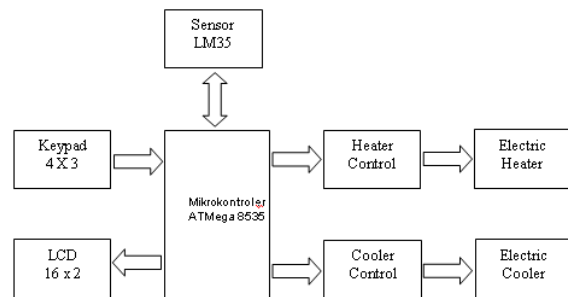 Sensor
LM35
Keypad
4 X 3
Mikrokontroler
ATMega 8535
Heater
Control
Electric
Heater
LCD
16 x 2
Cooler
Control
Electric
Cooler